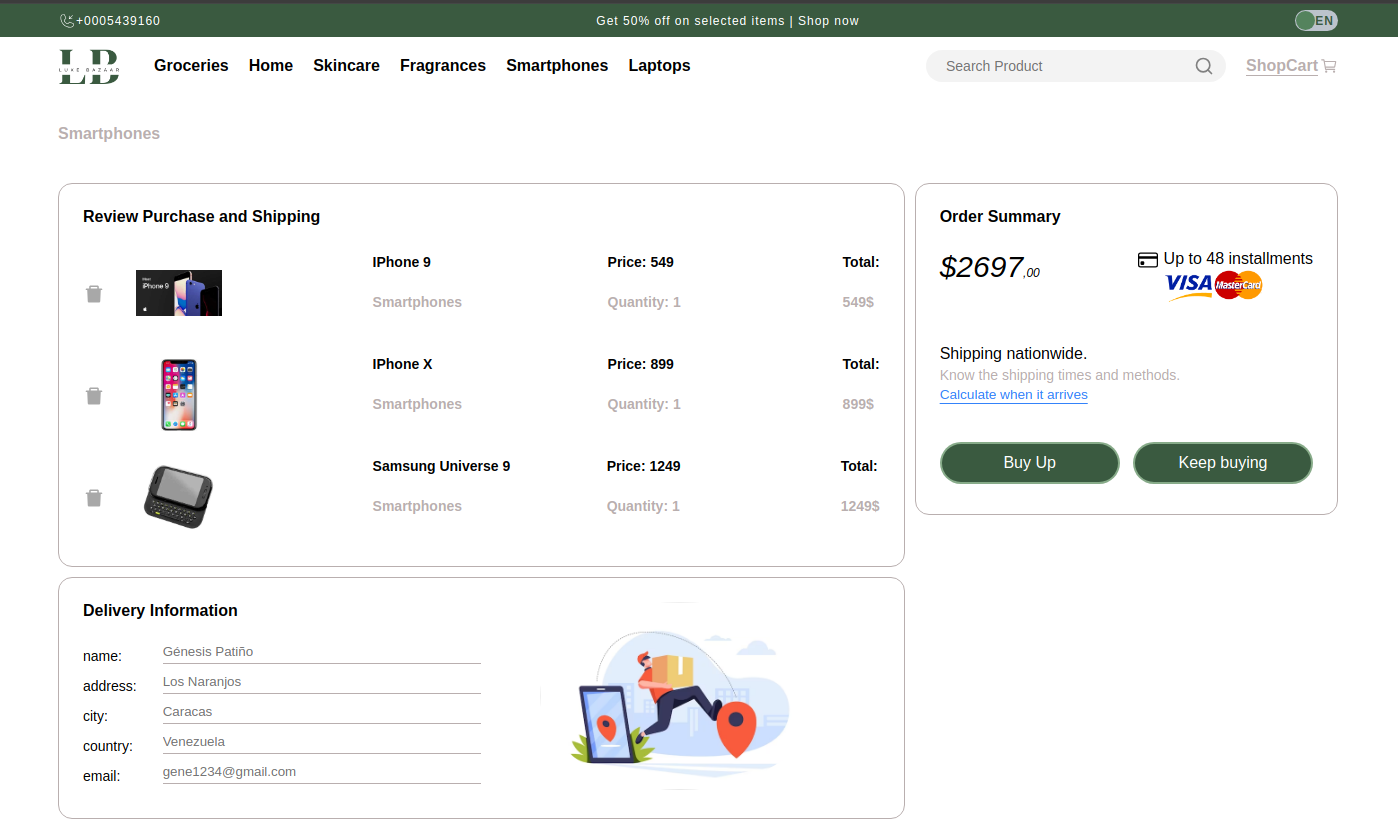 +0005439160
Get 50% off on selected items | Shop now
EN
LB
LUXE BAZAAR
Groceries Home Skincare Fragrances Smartphones Laptops
Search Product
ShopCart
Smartphones
Review Purchase and Shipping
iPhone 9
IPhone 9 Price: 549 Total:
Smartphones Quantity: 1 549$
IPhone X Price: 899 Total:
Smartphones Quantity: 1 899$
Samsung Universe 9 Price: 1249 Total:
Smartphones Quantity: 1 1249$
Order Summary
$2697,00
Up to 48 installments
VISA MasterCard
Shipping nationwide.
Know the shipping times and methods.
Calculate when it arrives
Buy Up Keep buying
Delivery Information
name: Génesis Patiño
address: Los Naranjos
city: Caracas
country: Venezuela
email: gene1234@gmail.com